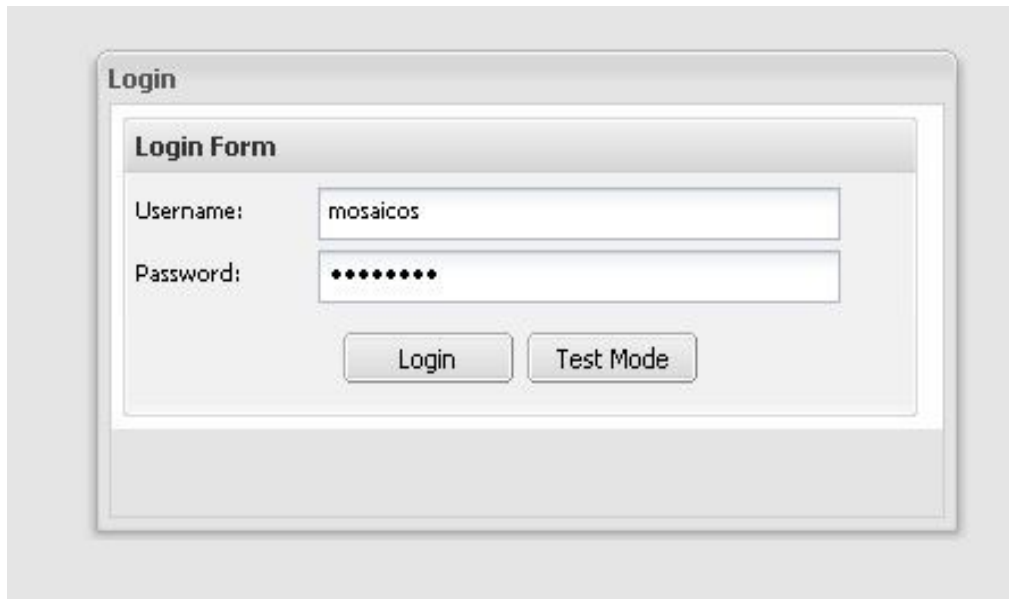 Login
Login Form
Username: mosaicos
Password: ••••••••
Login Test Mode